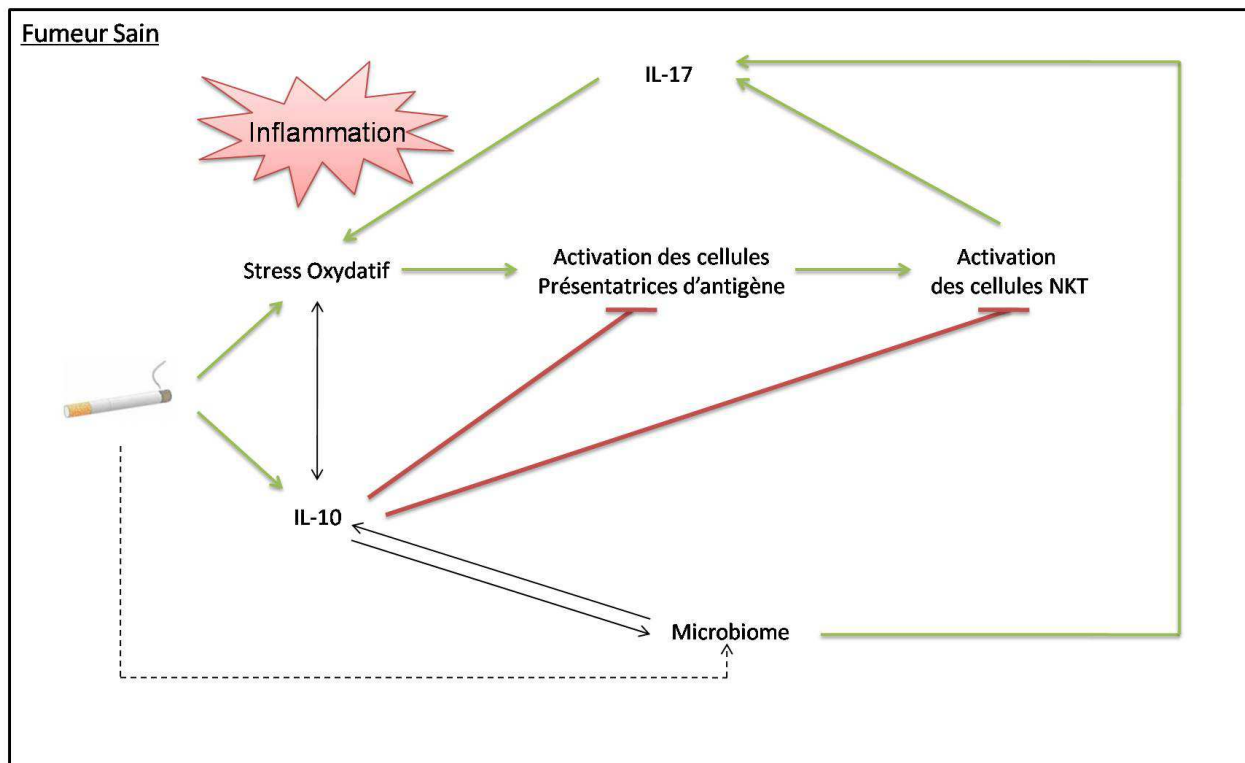 Fumeur Sain
IL-17
Inflammation
Stress Oxydatif
Activation des cellules
Présentatrices d'antigène
Activation
des cellules NKT
IL-10
Microbiome